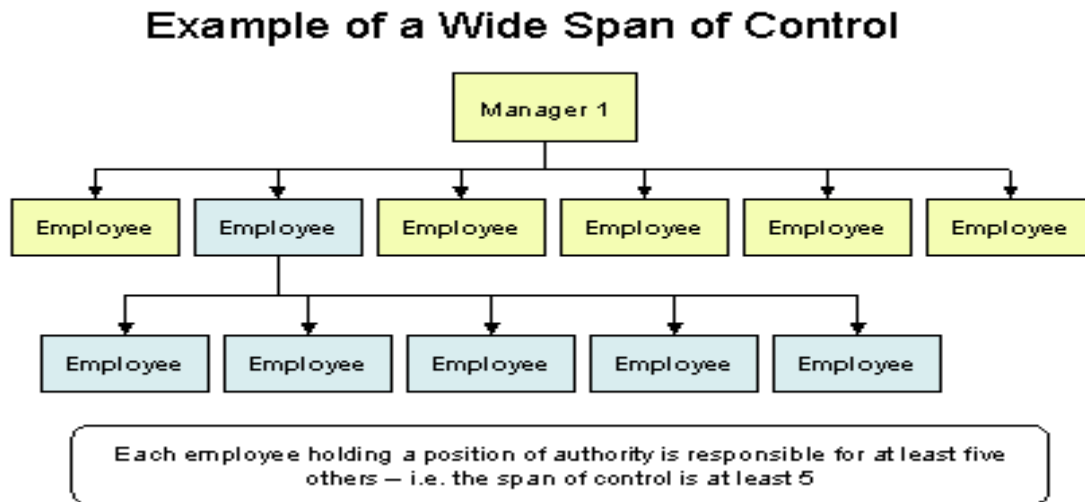 Example of a Wide Span of Control
Manager 1
Employee
Employee
Employee
Employee
Employee
Employee
Employee
Employee
Employee
Employee
Employee
Each employee holding a position of authority is responsible for at least five
others – i.e. the span of control is at least 5